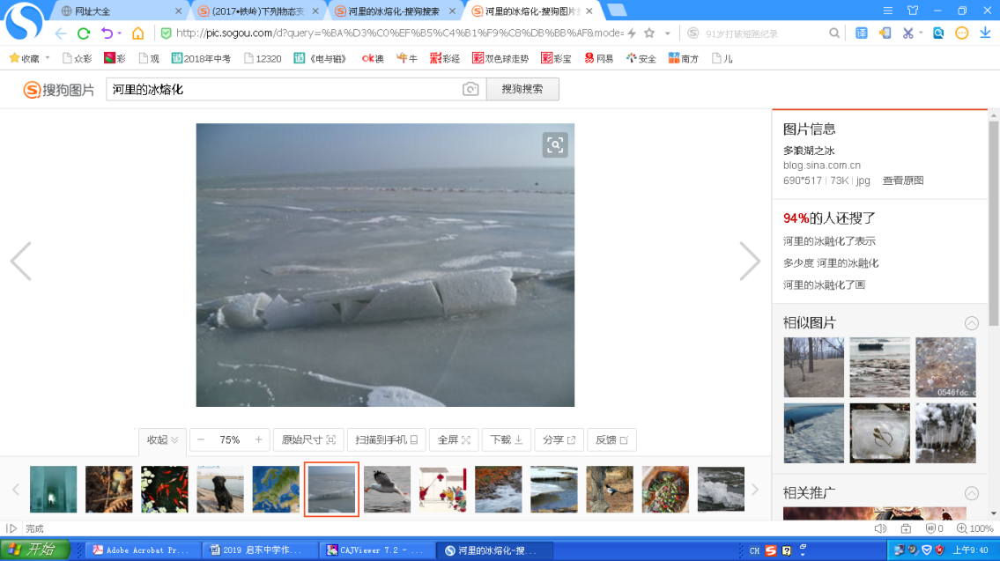 网址大全
(2017•铁岭)下列物态变
河里的冰熔化-搜狗搜索
河里的冰熔化-搜狗图片搜
http://pic.sogou.com/d?query=%BA%D3%C0%EF%B5%C4%B1%F9%C8%DB%BB%AF&mode=
91岁打破短跑纪录
收藏 众彩 彩 观 2018年中考 12320 《电与磁》 ok澳 牛 彩经 双色球走势 彩宝 网易 安全 南方 儿
搜狗图片
河里的冰熔化
搜狗搜索
图片信息
多浪湖之冰
blog.sina.com.cn
690*517 | 73K | jpg 查看原图
94%的人还搜了
河里的冰融化了表示
多少度 河里的冰融化
河里的冰融化了画
相似图片
0546fdc.c
收起 75% 原始尺寸 扫描到手机 全屏 下载 分享 反馈
相关推广
完成
0
100%
开始
Adobe Acrobat Pr...
2019 启东中学作...
CAJViewer 7.2 - ...
河里的冰熔化-搜...
CH
上午9:40